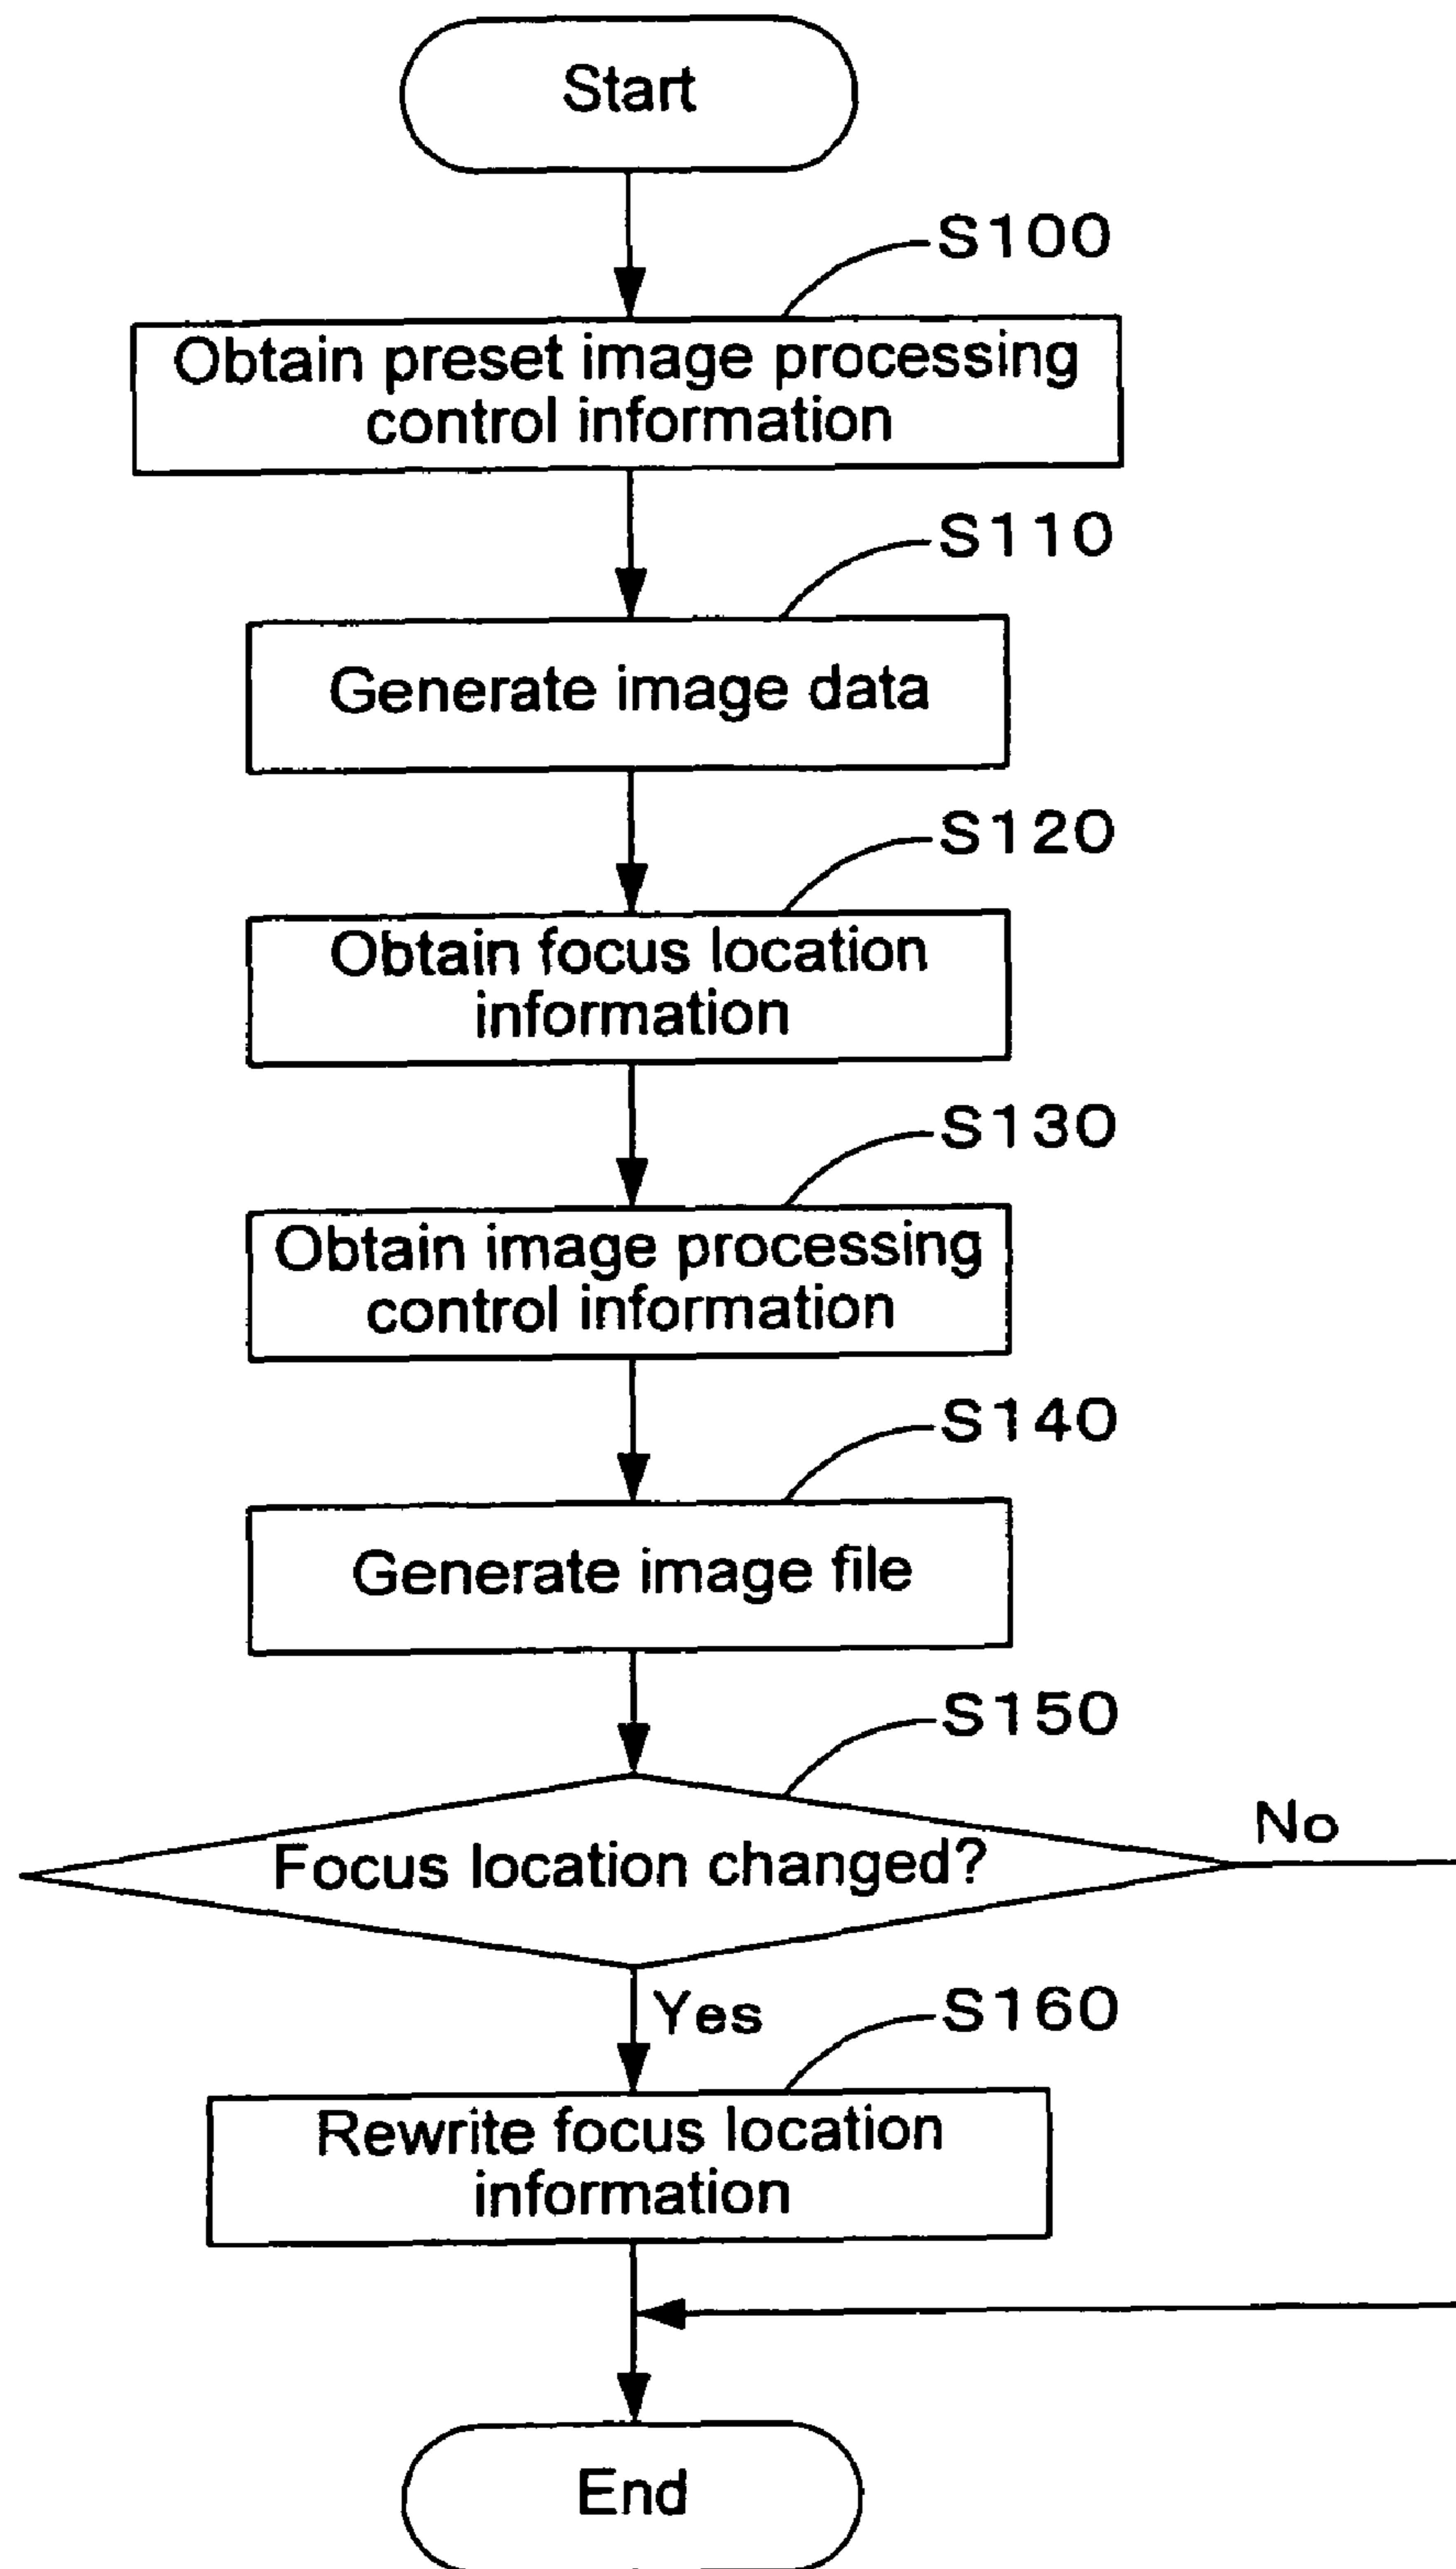 Start
S100
Obtain preset image processing
control information
S110
Generate image data
S120
Obtain focus location
information
S130
Obtain image processing
control information
S140
Generate image file
S150
Focus location changed?
No
Yes
S160
Rewrite focus location
information
End